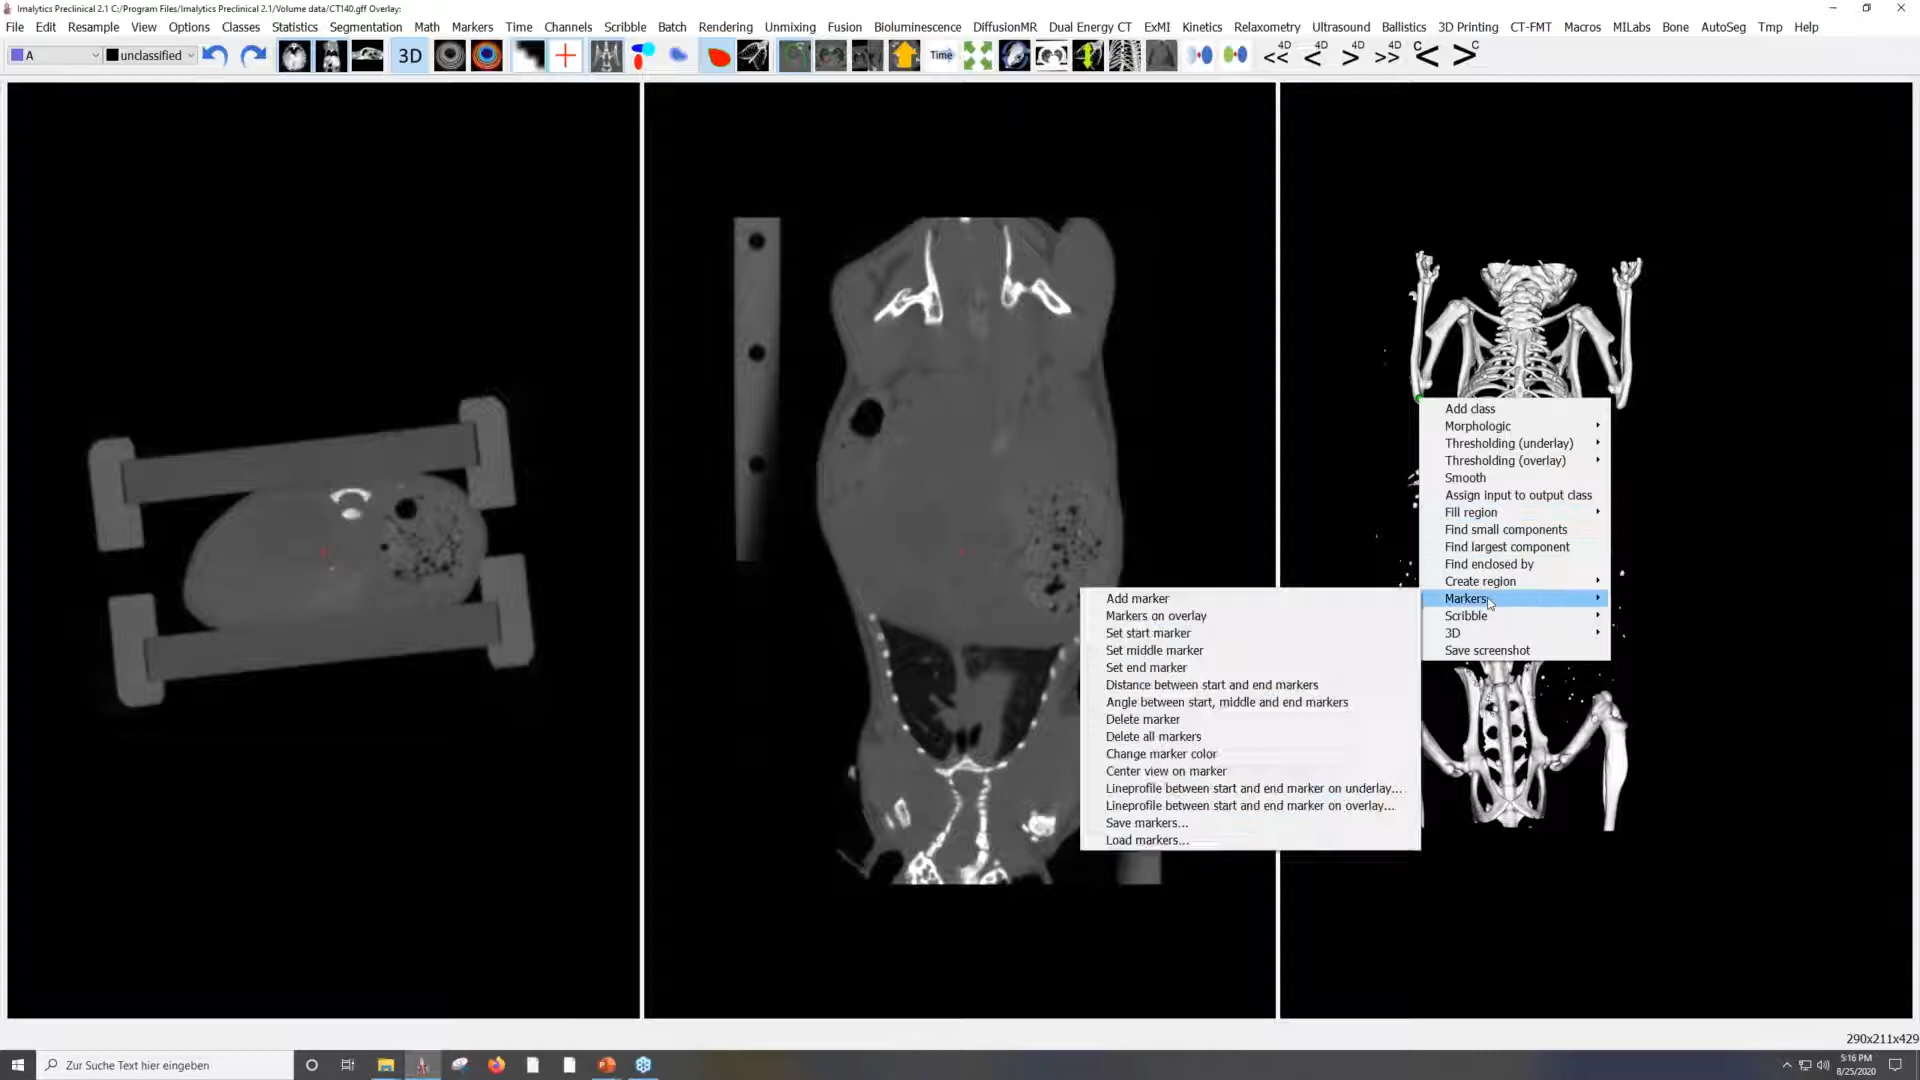 Imalytics Preclinical 2.1 C:/Program Files/Imalytics Preclinical 2.1/Volume data/CT140.gff Overlay:
File Edit Resample View Options Classes Statistics Segmentation Math Markers Time Channels Scribble Batch Rendering Unmixing Fusion Bioluminescence DiffusionMR Dual Energy CT ExMI Kinetics Relaxometry Ultrasound Ballistics 3D Printing CT-FMT Macros MILabs Bone AutoSeg Tmp Help
A unclassified 3D Time 4D << 4D < 4D > 4D >> C < C >
Add class
Morphologic
Thresholding (underlay)
Thresholding (overlay)
Smooth
Assign input to output class
Fill region
Find small components
Find largest component
Find enclosed by
Create region
Markers
Scribble
3D
Save screenshot
Add marker
Markers on overlay
Set start marker
Set middle marker
Set end marker
Distance between start and end markers
Angle between start, middle and end markers
Delete marker
Delete all markers
Change marker color
Center view on marker
Lineprofile between start and end marker on underlay...
Lineprofile between start and end marker on overlay...
Save markers...
Load markers...
290x211x429
Zur Suche Text hier eingeben
5:16 PM
8/25/2020